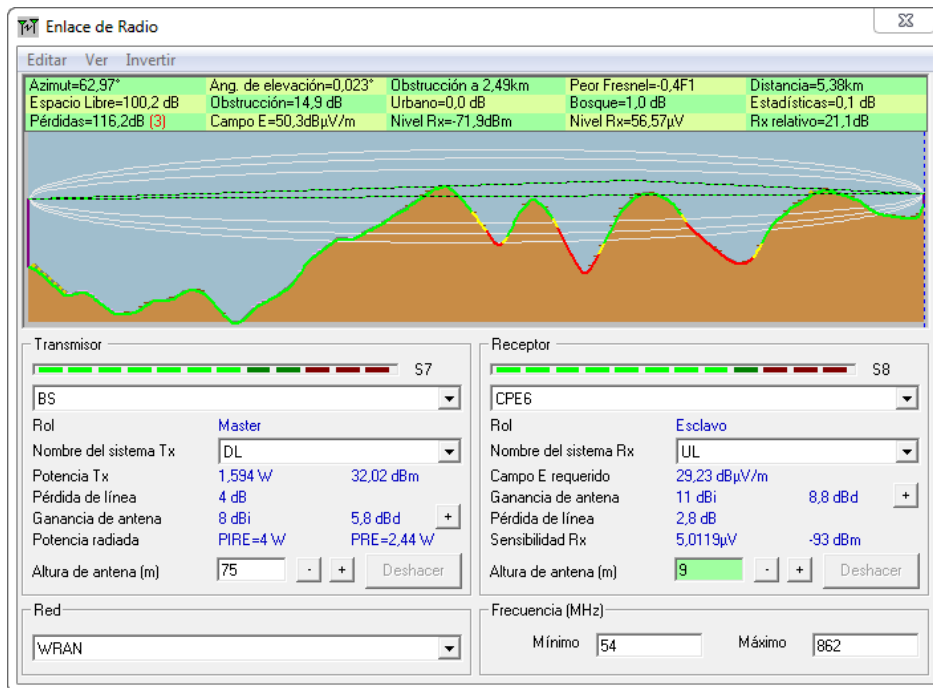 Enlace de Radio
Editar Ver Invertir
Azimut=62,97° Ang. de elevación=0,023° Obstrucción a 2,49km Peor Fresnel=-0,4F1 Distancia=5,38km
Espacio Libre=100,2 dB Obstrucción=14,9 dB Urbano=0,0 dB Bosque=1,0 dB Estadísticas=0,1 dB
Pérdidas=116,2dB (3) Campo E=50,3dBµV/m Nivel Rx=-71,9dBm Nivel Rx=56,57µV Rx relativo=21,1dB
Transmisor
S7
BS
Rol Master
Nombre del sistema Tx DL
Potencia Tx 1,594 W 32,02 dBm
Pérdida de línea 4 dB
Ganancia de antena 8 dBi 5,8 dBd +
Potencia radiada PIRE=4 W PRE=2,44 W
Altura de antena (m) 75 - + Deshacer
Red
WRAN
Receptor
S8
CPE6
Rol Esclavo
Nombre del sistema Rx UL
Campo E requerido 29,23 dBµV/m
Ganancia de antena 11 dBi 8,8 dBd +
Pérdida de línea 2,8 dB
Sensibilidad Rx 5,0119µV -93 dBm
Altura de antena (m) 9 - + Deshacer
Frecuencia (MHz)
Mínimo 54 Máximo 862